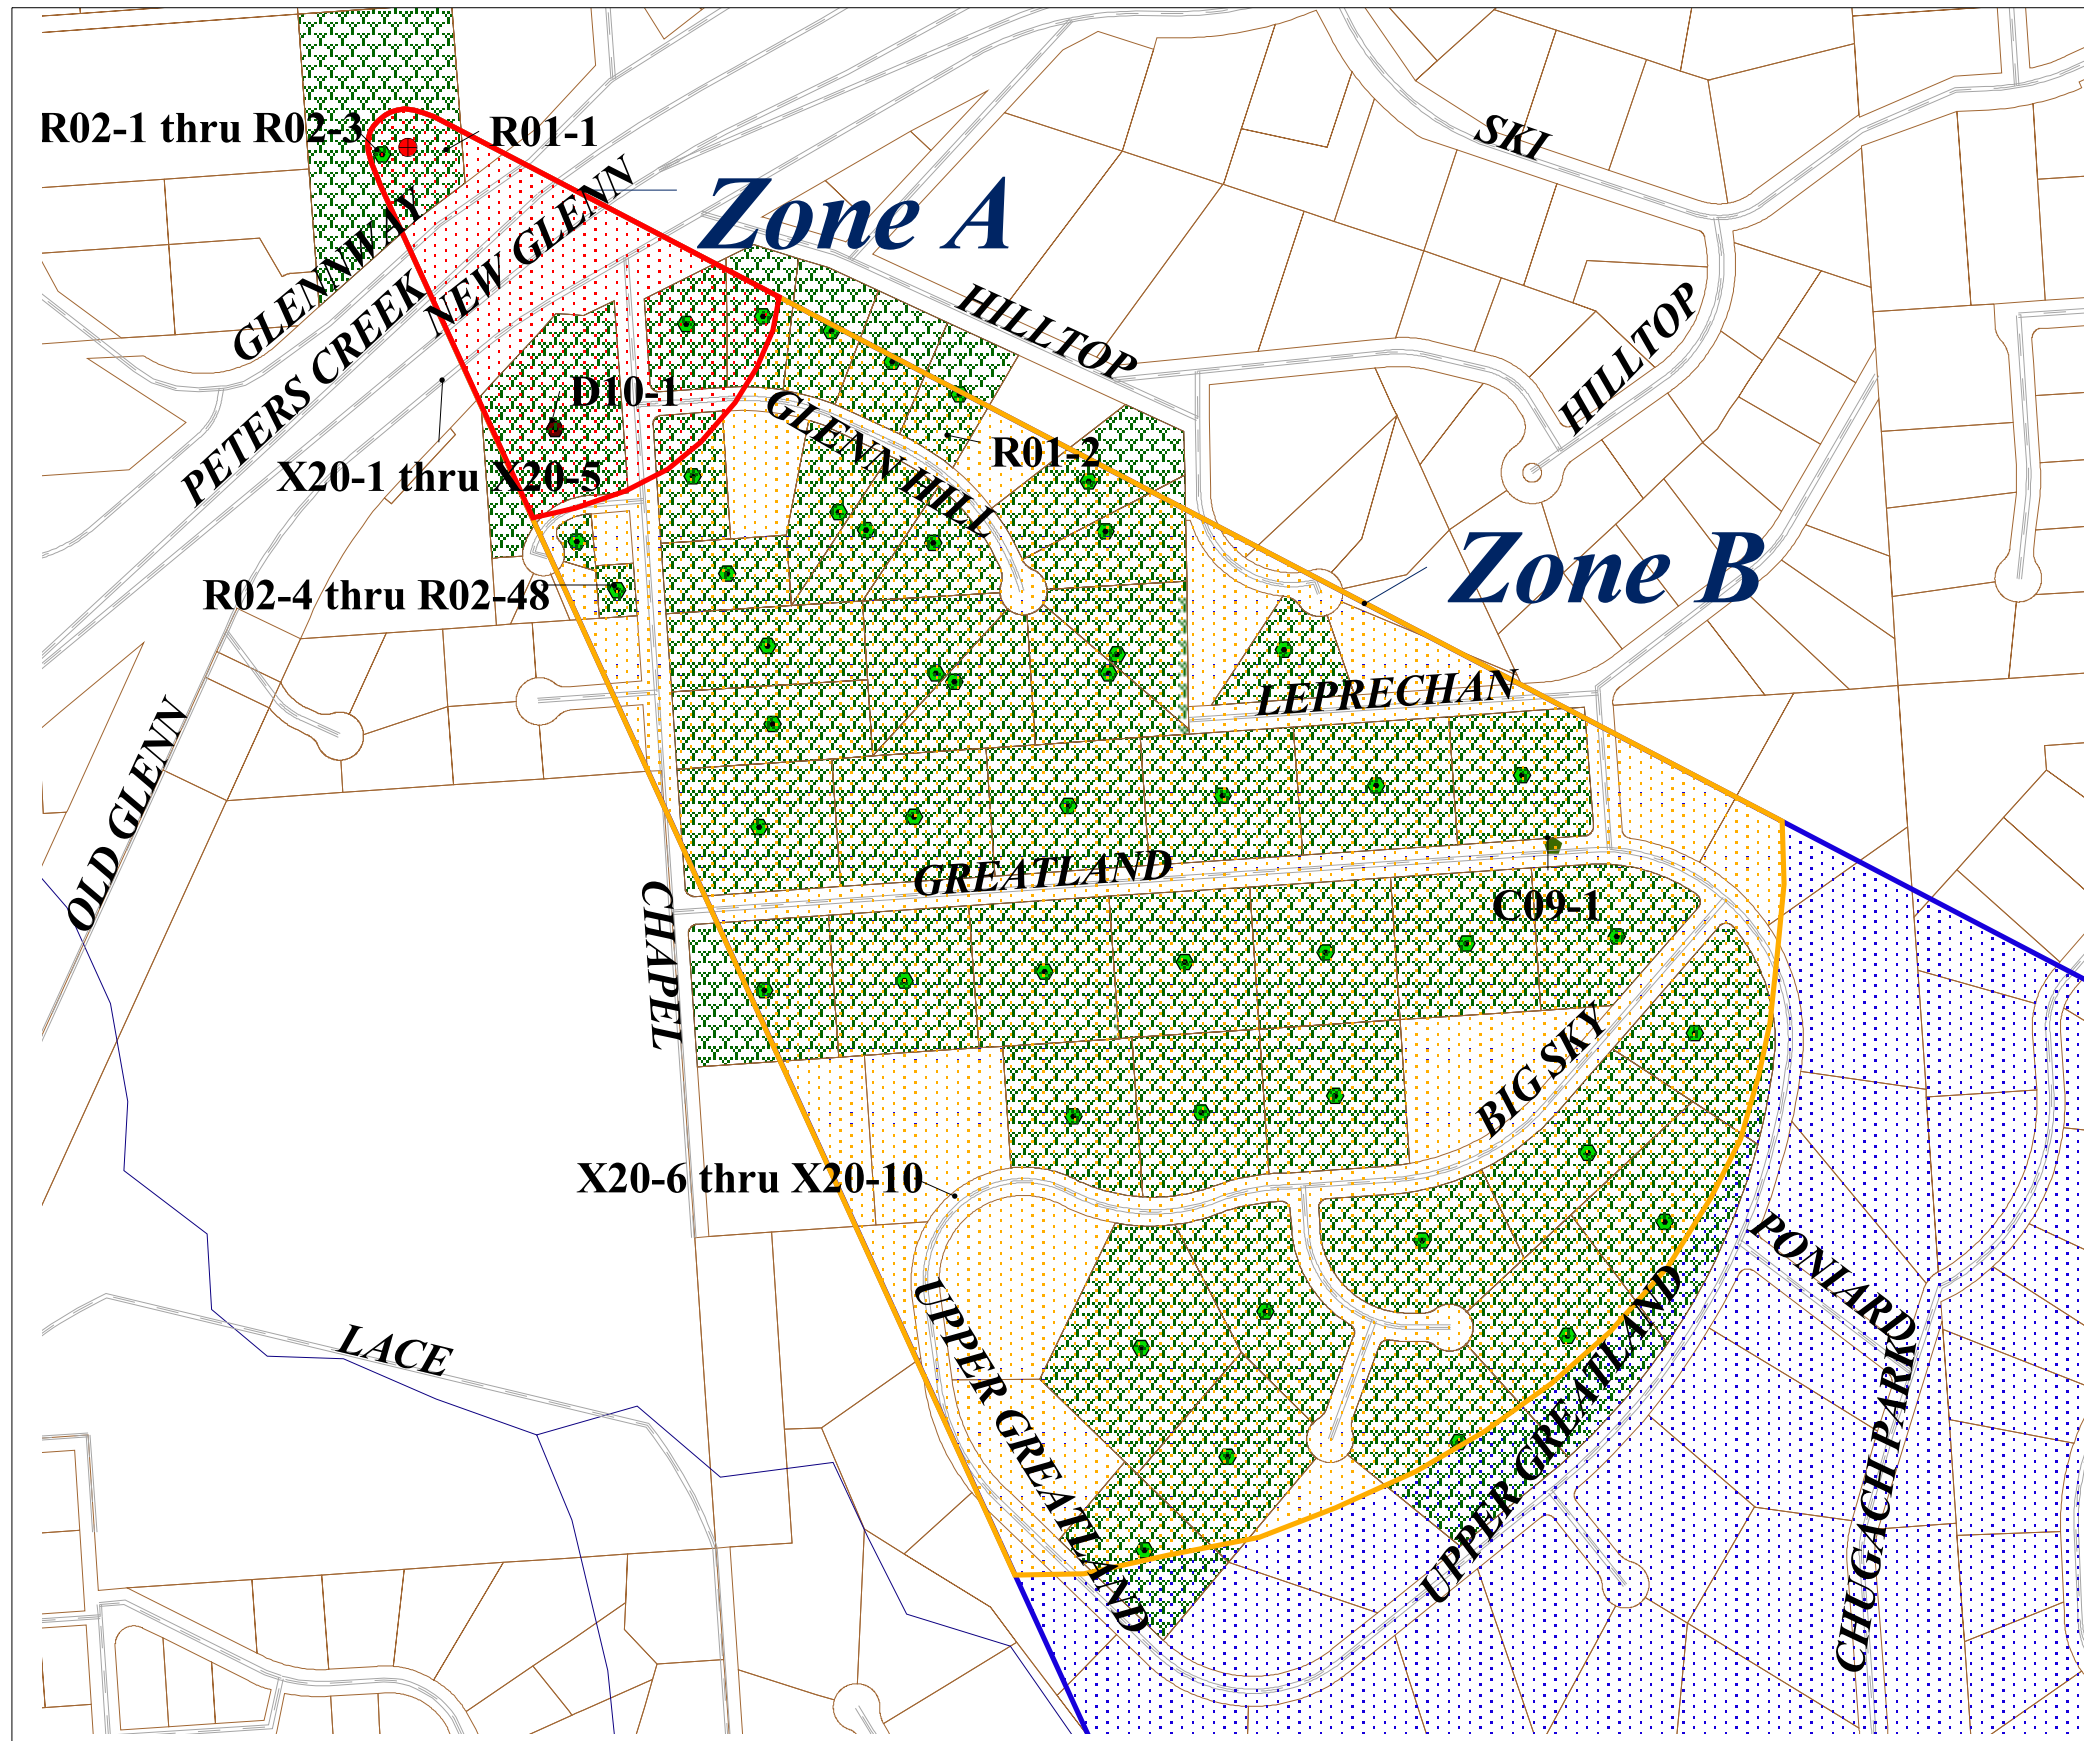 SKI
R02-1 thru R02-3
R01-1
Zone A
GLENNWAY
NEW GLENN
PETERS CREEK
HILLTOP
HILLTOP
D10-1
GLENN HILL
R01-2
X20-1 thru X20-5
Zone B
R02-4 thru R02-48
LEPRECHAN
OLD GLENN
GREATLAND
CHAPEL
C09-1
BIG SKY
X20-6 thru X20-10
PONIARD
UPPER GREATLAND
UPPER GREATLAND
LACE
CHUGACH PARK